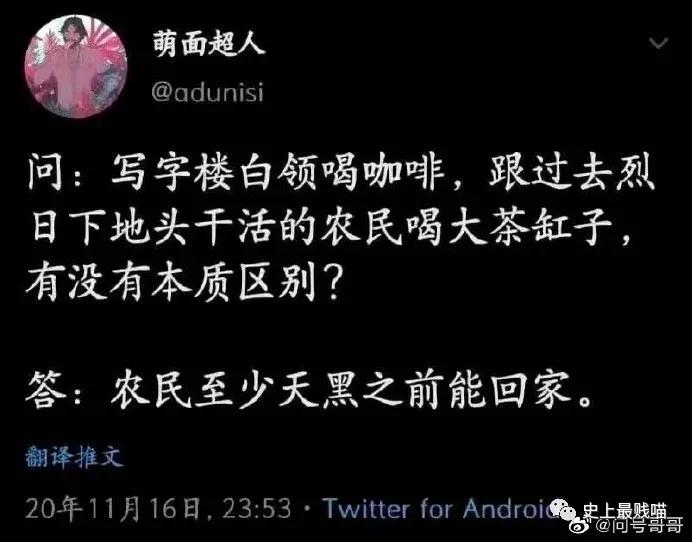 萌面超人
@adunisi
问：写字楼白领喝咖啡，跟过去烈
日下地头干活的农民喝大茶缸子，
有没有本质区别？
答：农民至少天黑之前能回家。
翻译推文
20年11月16日, 23:53 · Twitter for Android
史上最贱喵
@问号哥哥